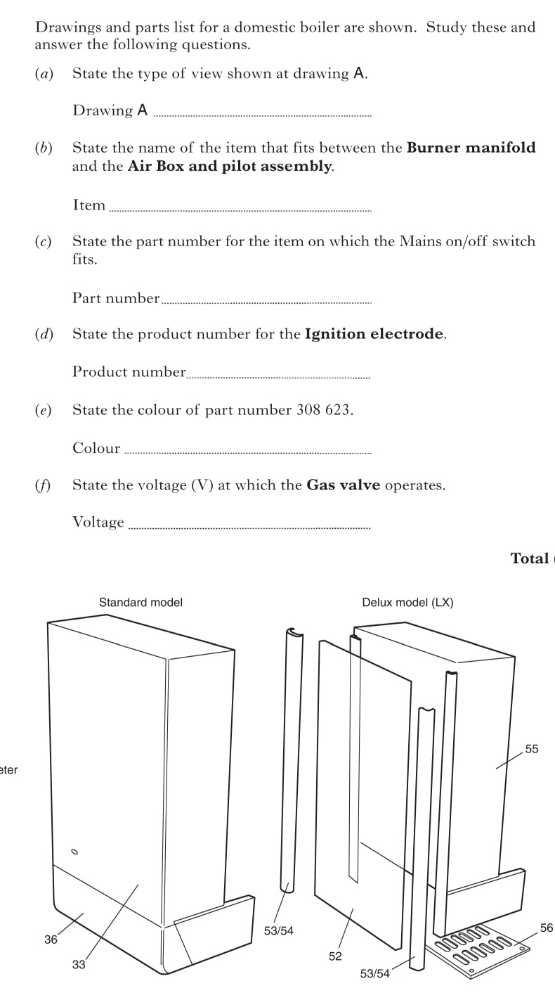 Drawings and parts list for a domestic boiler are shown. Study these and
answer the following questions.
(a) State the type of view shown at drawing A.
Drawing A
(b) State the name of the item that fits between the Burner manifold
and the Air Box and pilot assembly.
Item
(c) State the part number for the item on which the Mains on/off switch
fits.
Part number
(d) State the product number for the Ignition electrode.
Product number
(e) State the colour of part number 308 623.
Colour
(f) State the voltage (V) at which the Gas valve operates.
Voltage
Total
Standard model
Delux model (LX)
55
eter
53/54
56
36
52
33
53/54